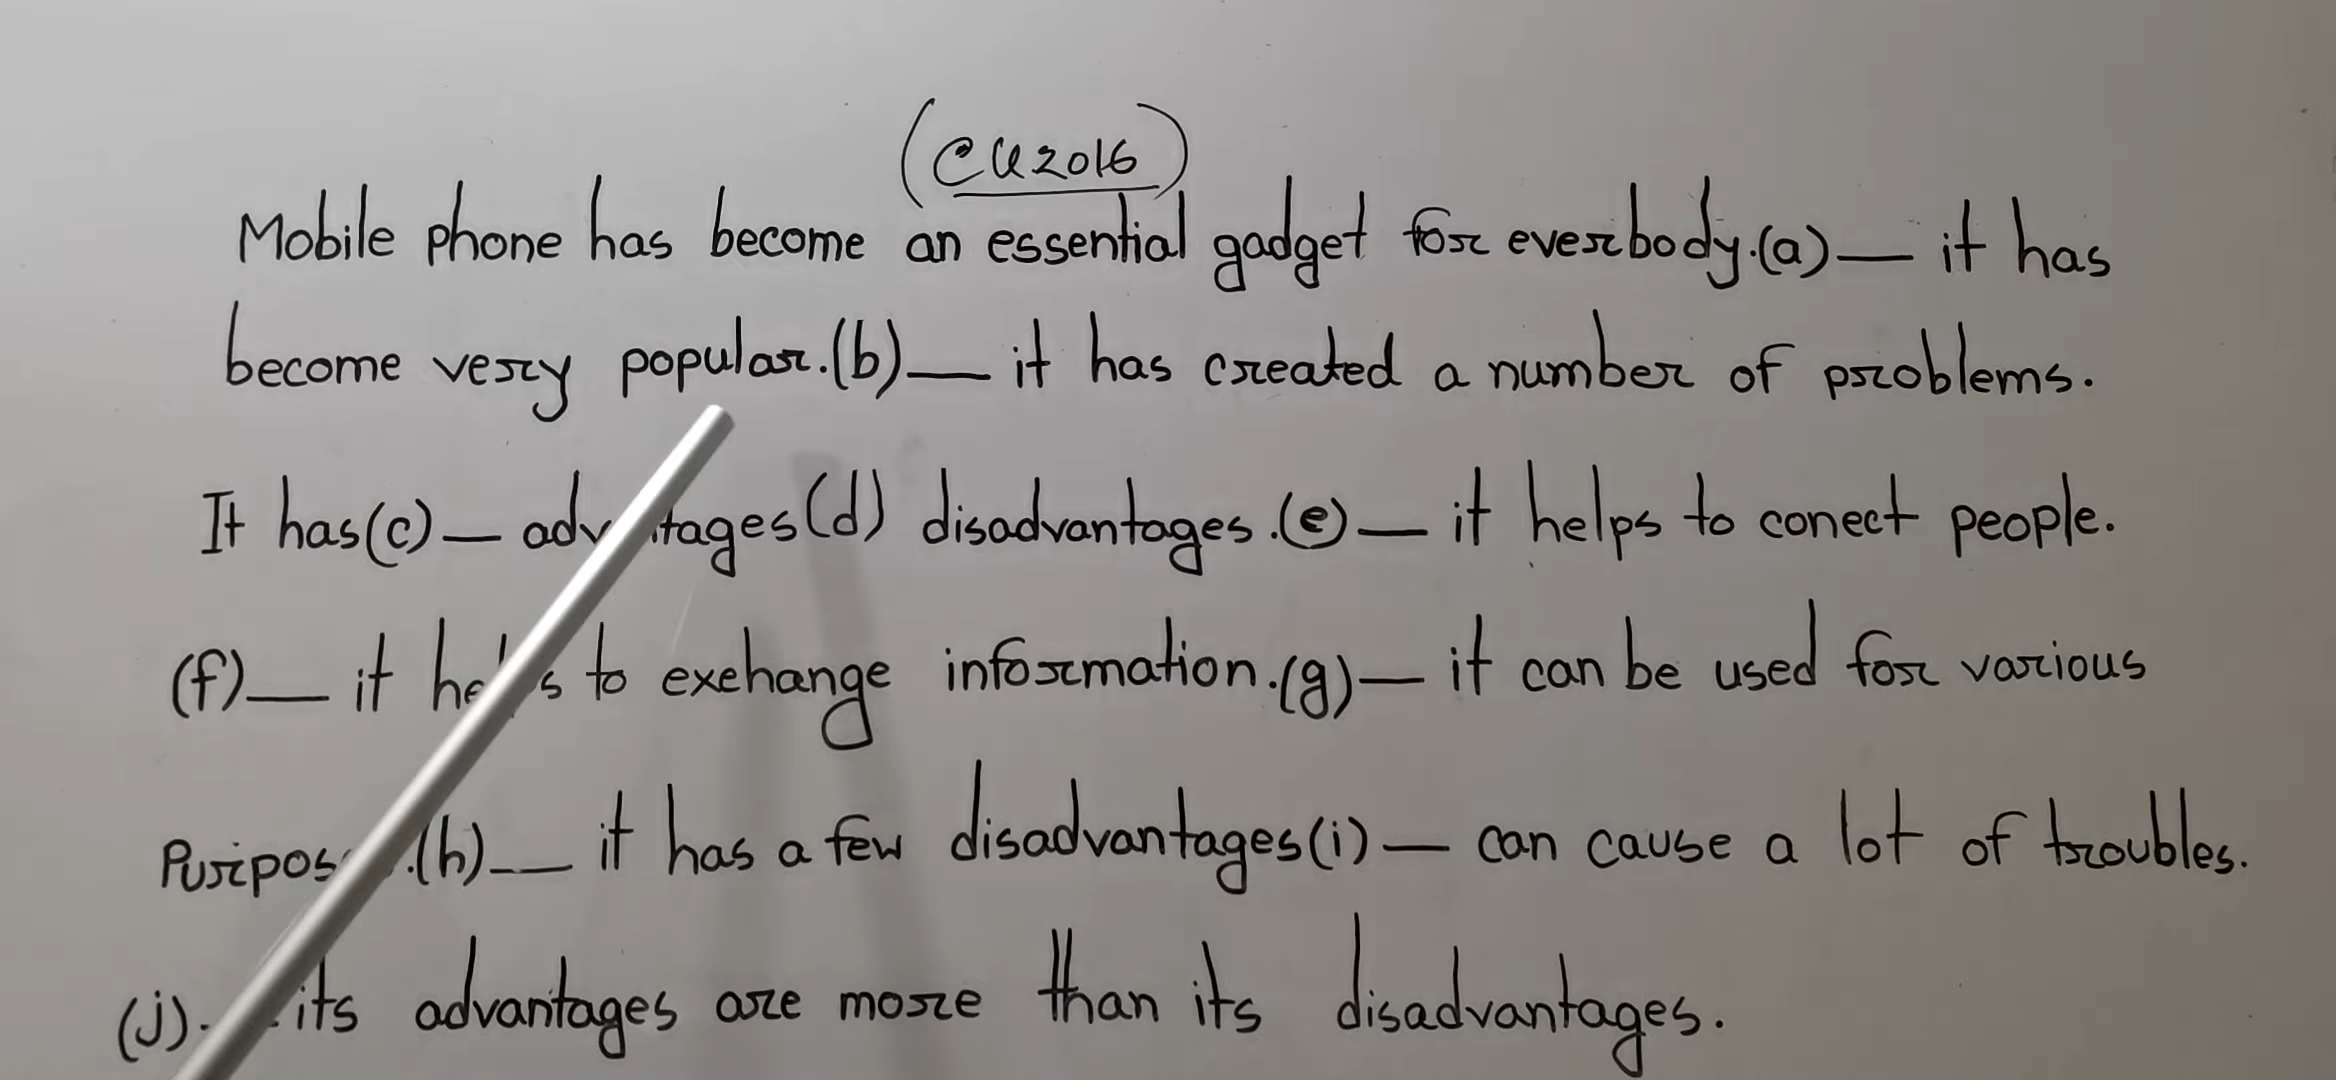 (CU2016)
Mobile phone has become an essential gadget for everbody.(a)— it has
become very popular.(b)— it has created a number of problems.
It has(c)— advantages(d) disadvantages.(e)— it helps to conect people.
(f)— it helps to exehange information.(g)— it can be used for various
.(h)— it has a few disadvantages(i)— can cause a lot of troubles.
(j). its advantages are more than its disadvantages.